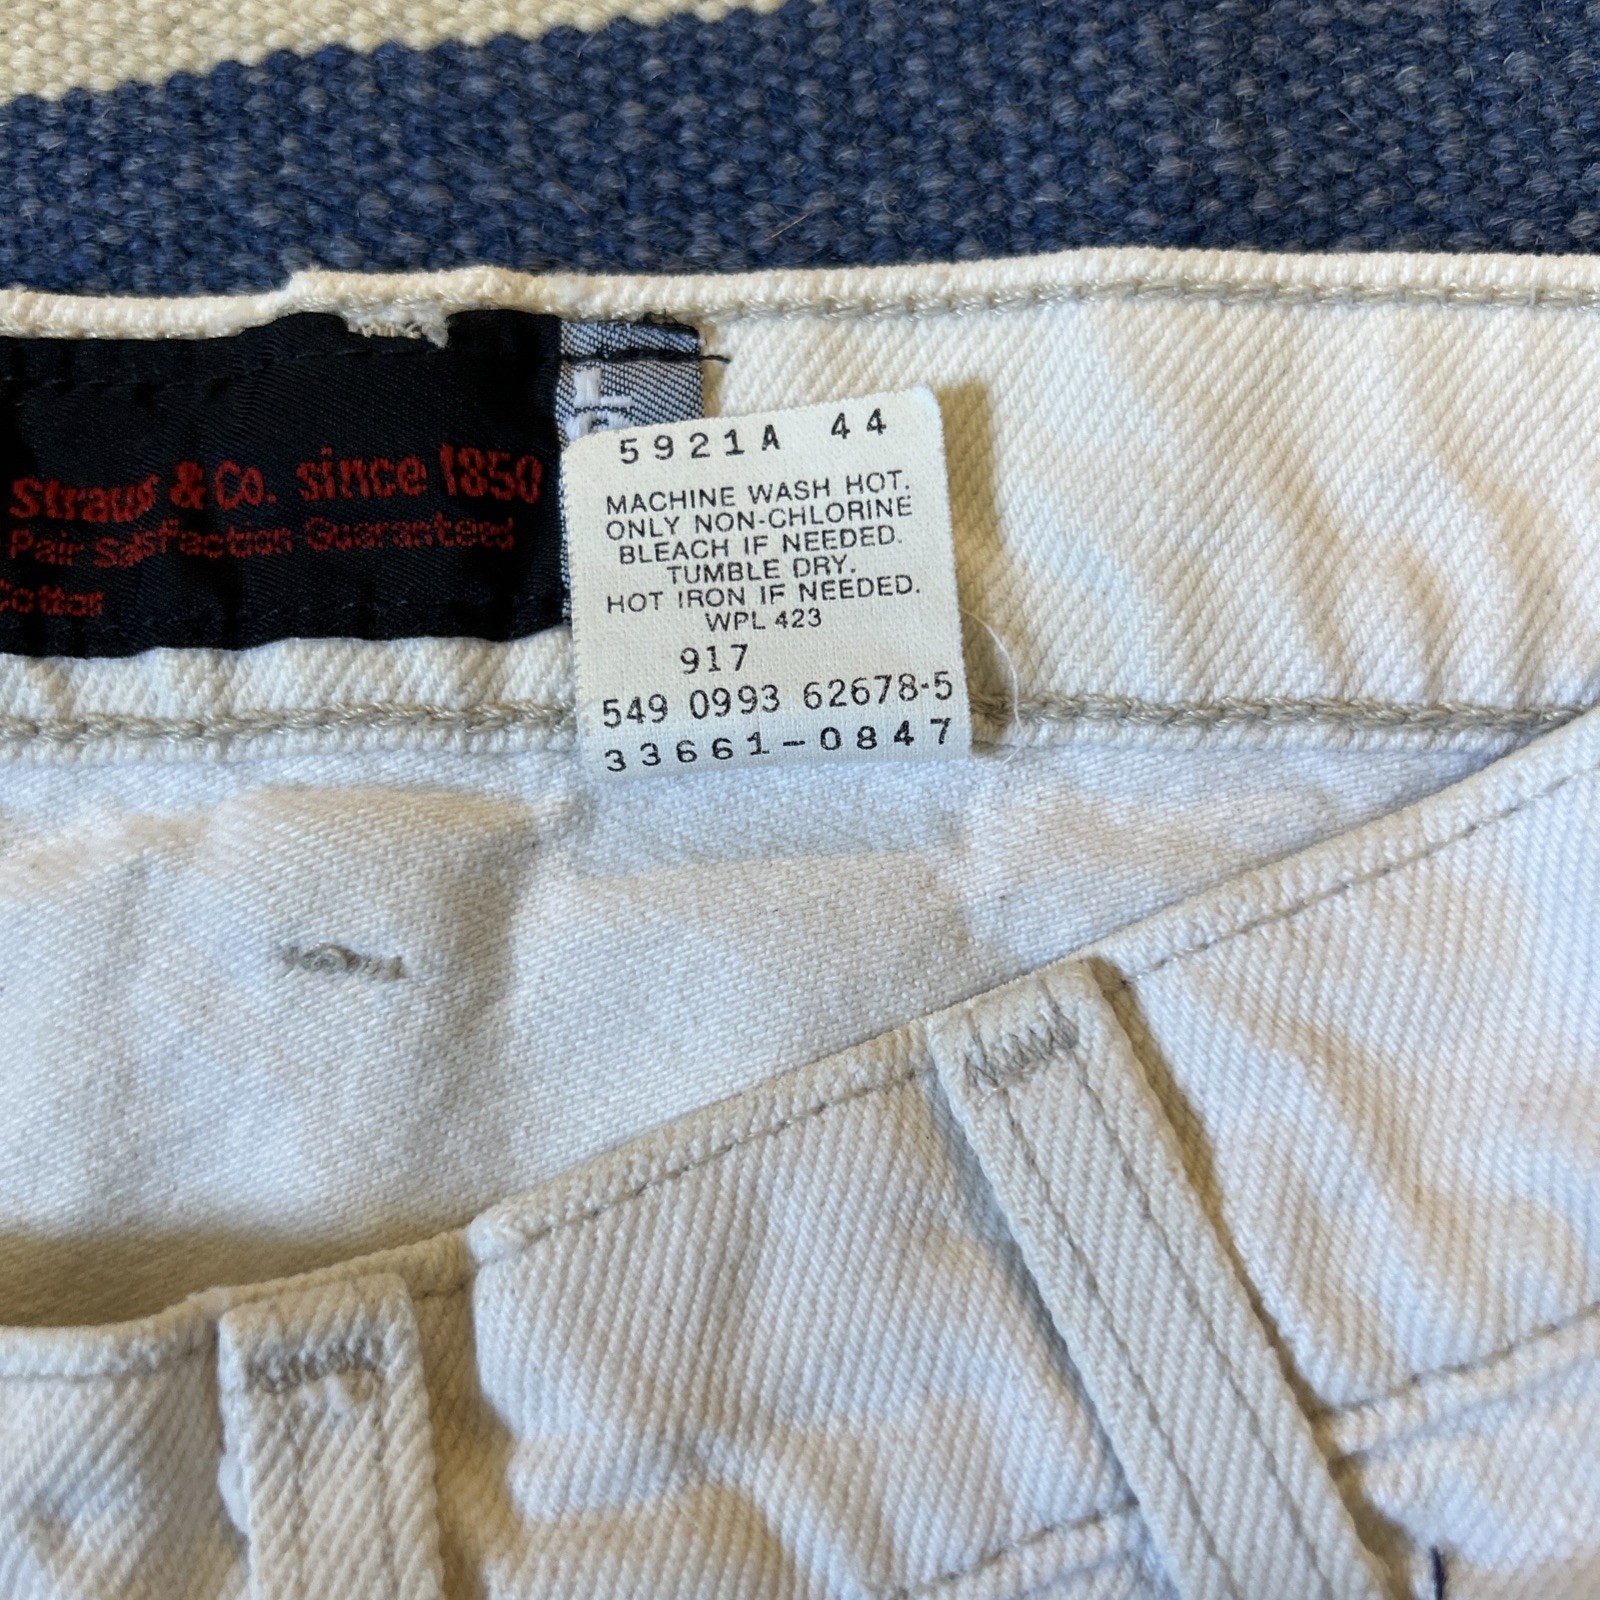 Straus & Co. since 1850
Pair Satisfaction Guaranteed
Cotton
5921A 44
MACHINE WASH HOT.
ONLY NON-CHLORINE
BLEACH IF NEEDED.
TUMBLE DRY.
HOT IRON IF NEEDED.
WPL 423
917
549 0993 62678-5
33661-0847